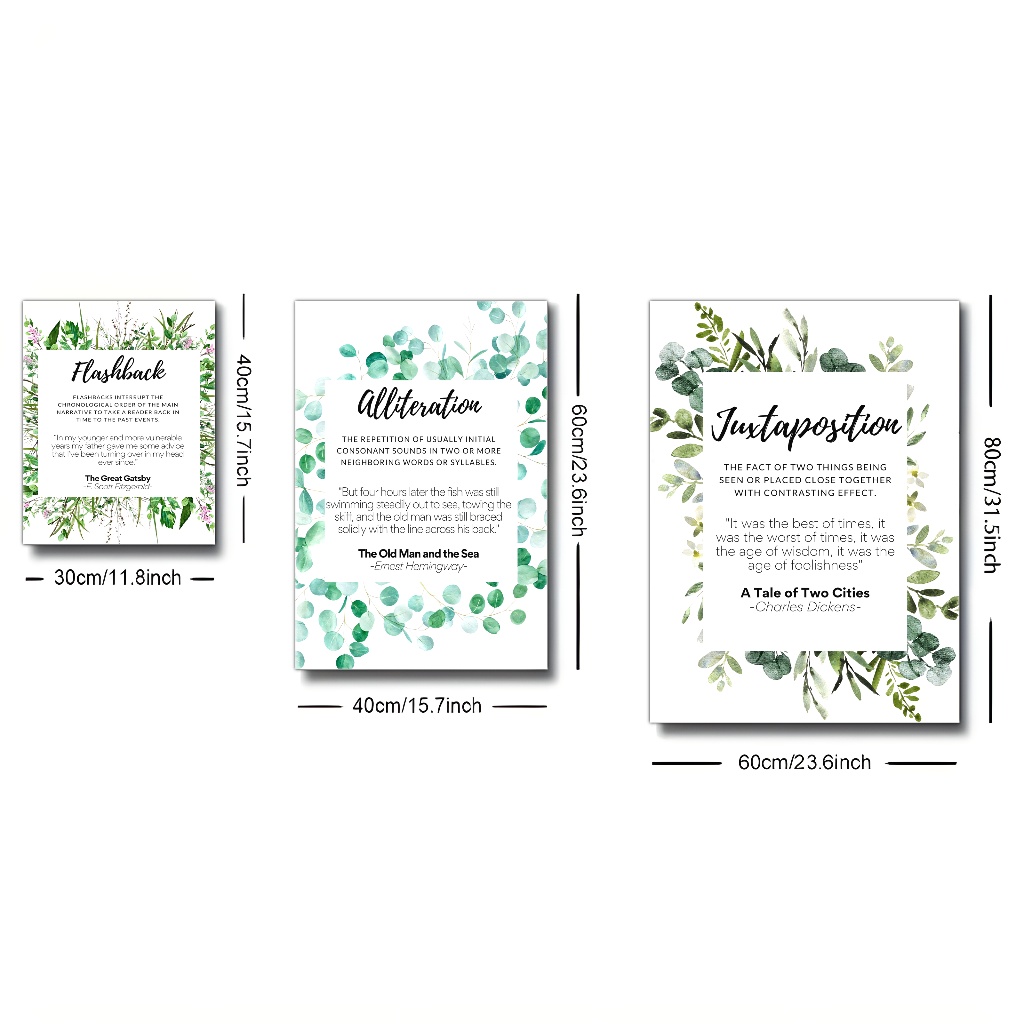 Flashback
FLASHBACKS INTERRUPT THE
CHRONOLOGICAL ORDER OF THE MAIN
NARRATIVE TO TAKE A READER BACK IN
TIME TO THE PAST EVENTS.
"In my younger and more vulnerable
years my father gave me some advice
that I've been turning over in my head
ever since."
The Great Gatsby
-F. Scott Fitzgerald-
40cm/15.7inch
30cm/11.8inch
Alliteration
THE REPETITION OF USUALLY INITIAL
CONSONANT SOUNDS IN TWO OR MORE
NEIGHBORING WORDS OR SYLLABLES.
"But four hours later the fish was still
swimming steadily out to sea, towing the
skiff, and the old man was still braced
solidly with the line across his back."
The Old Man and the Sea
-Ernest Hemingway-
60cm/23.6inch
40cm/15.7inch
Juxtaposition
THE FACT OF TWO THINGS BEING
SEEN OR PLACED CLOSE TOGETHER
WITH CONTRASTING EFFECT.
"It was the best of times, it
was the worst of times, it was
the age of wisdom, it was the
age of foolishness"
A Tale of Two Cities
-Charles Dickens-
80cm/31.5inch
60cm/23.6inch